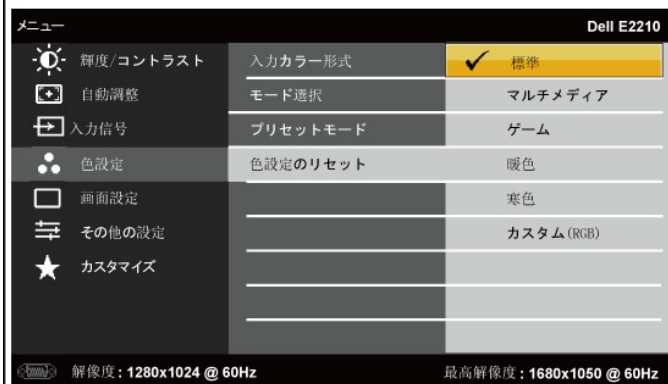 メニュー Dell E2210
輝度/コントラスト 入力カラー形式 標準
自動調整 モード選択 マルチメディア
入力信号 プリセットモード ゲーム
色設定 色設定のリセット 暖色
画面設定 寒色
その他の設定 カスタム(RGB)
カスタマイズ
解像度: 1280x1024 @ 60Hz 最高解像度: 1680x1050 @ 60Hz